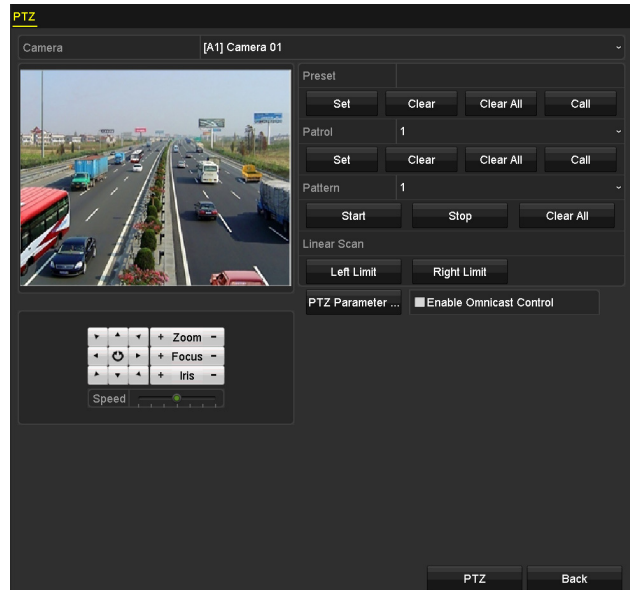 PTZ
Camera [A1] Camera 01
Preset
Set Clear Clear All Call
Patrol 1
Set Clear Clear All Call
Pattern 1
Start Stop Clear All
Linear Scan
Left Limit Right Limit
PTZ Parameter ... Enable Omnicast Control
+ Zoom -
+ Focus -
+ Iris -
Speed
PTZ Back